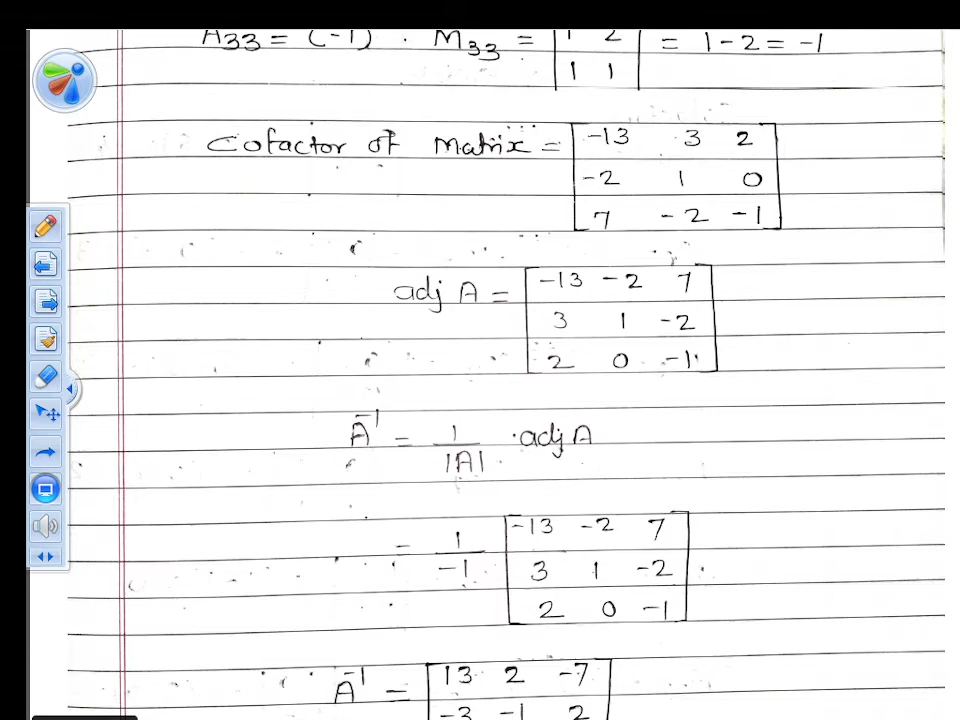 A33 = (-1) . M33 = |1 2| = 1-2 = -1
|1 1|
Cofactor of Matrix = [-13 3 2]
[-2 1 0]
[7 -2 -1]
adj A = [-13 -2 7]
[3 1 -2]
[2 0 -1]
A⁻¹ = 1/|A| . adj A
= 1/-1 [-13 -2 7]
[3 1 -2]
[2 0 -1]
A⁻¹ = [13 2 -7]
[-3 -1 2]